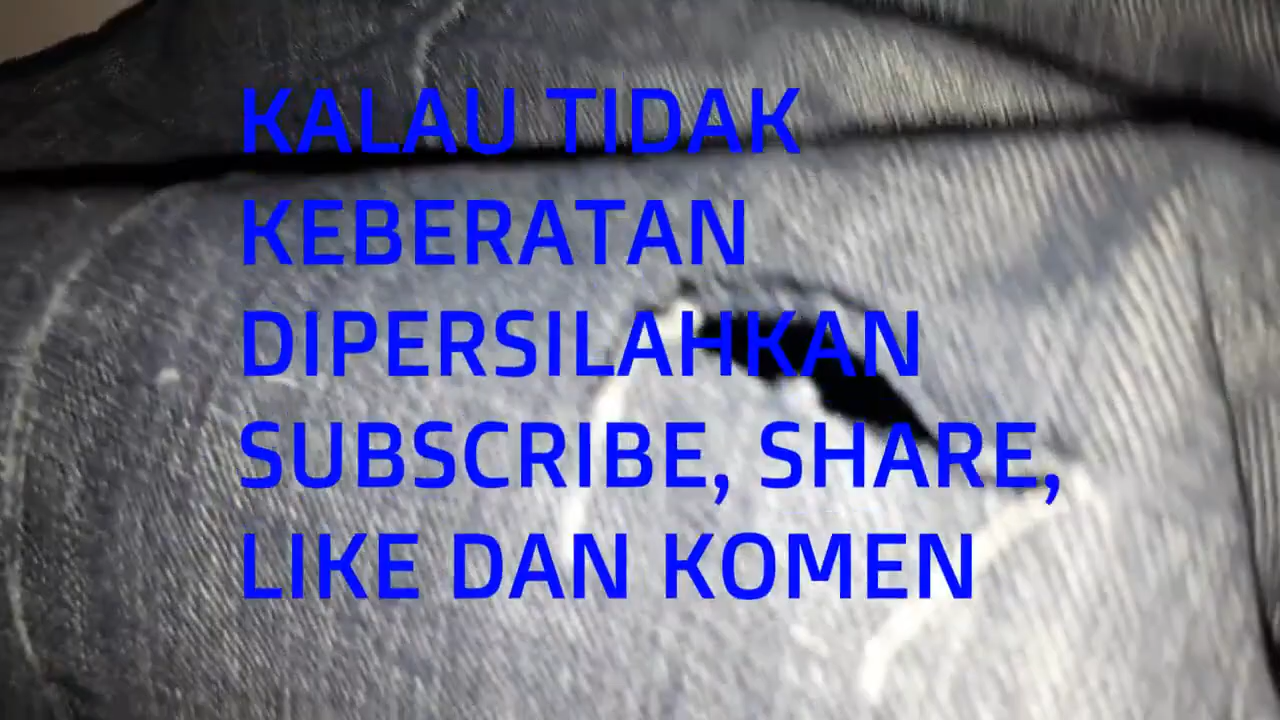 KALAU TIDAK
KEBERATAN
DIPERSILAHKAN
SUBSCRIBE, SHARE,
LIKE DAN KOMEN